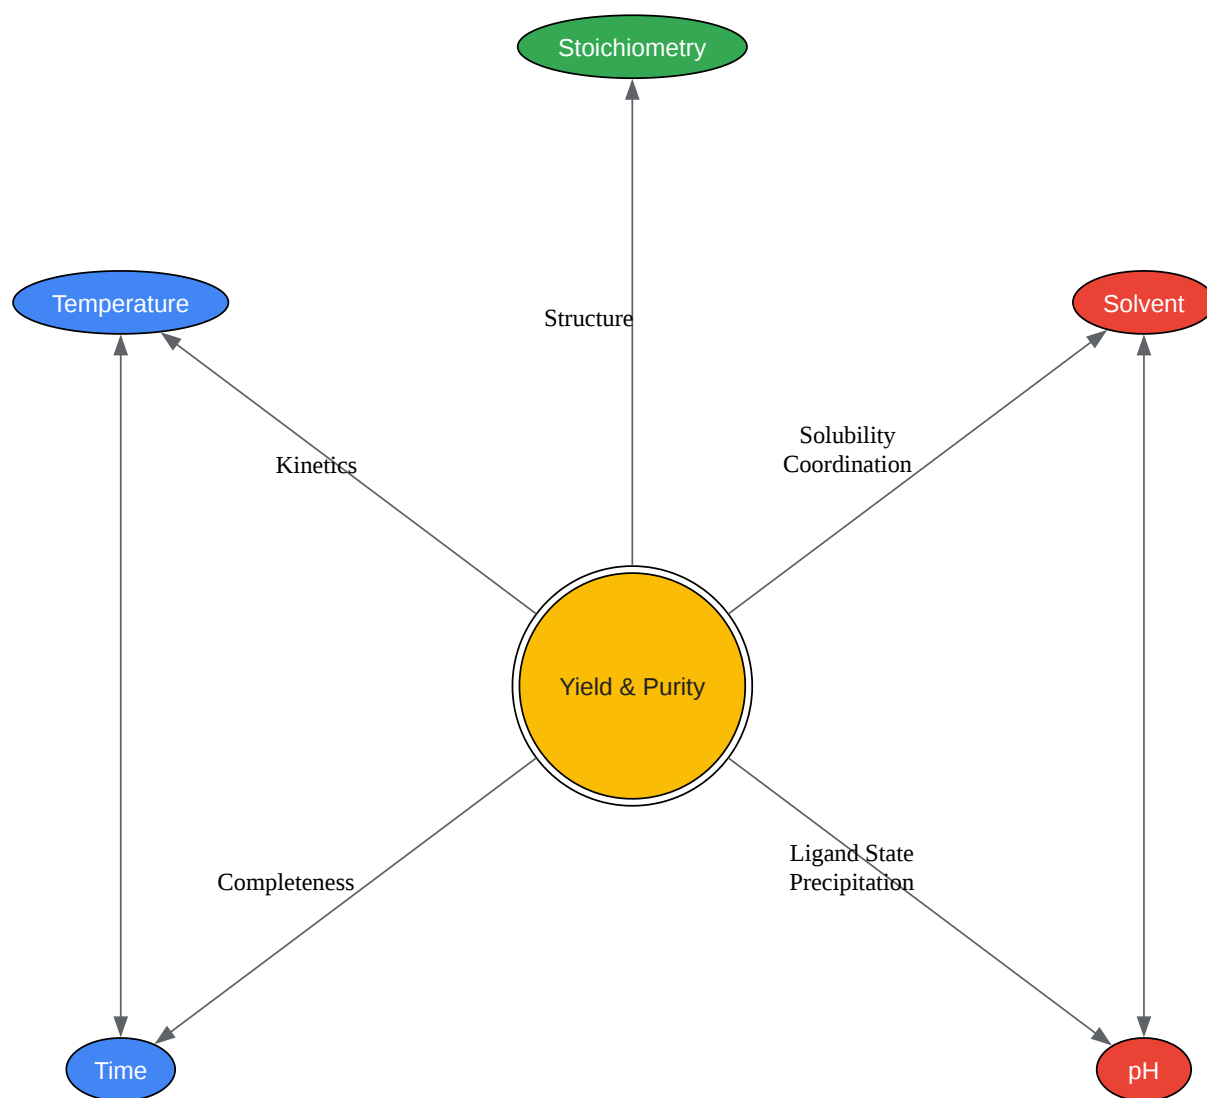 Stoichiometry
Temperature
Solvent
Structure
Solubility
Coordination
Kinetics
Yield & Purity
Ligand State
Precipitation
Completeness
Time
pH